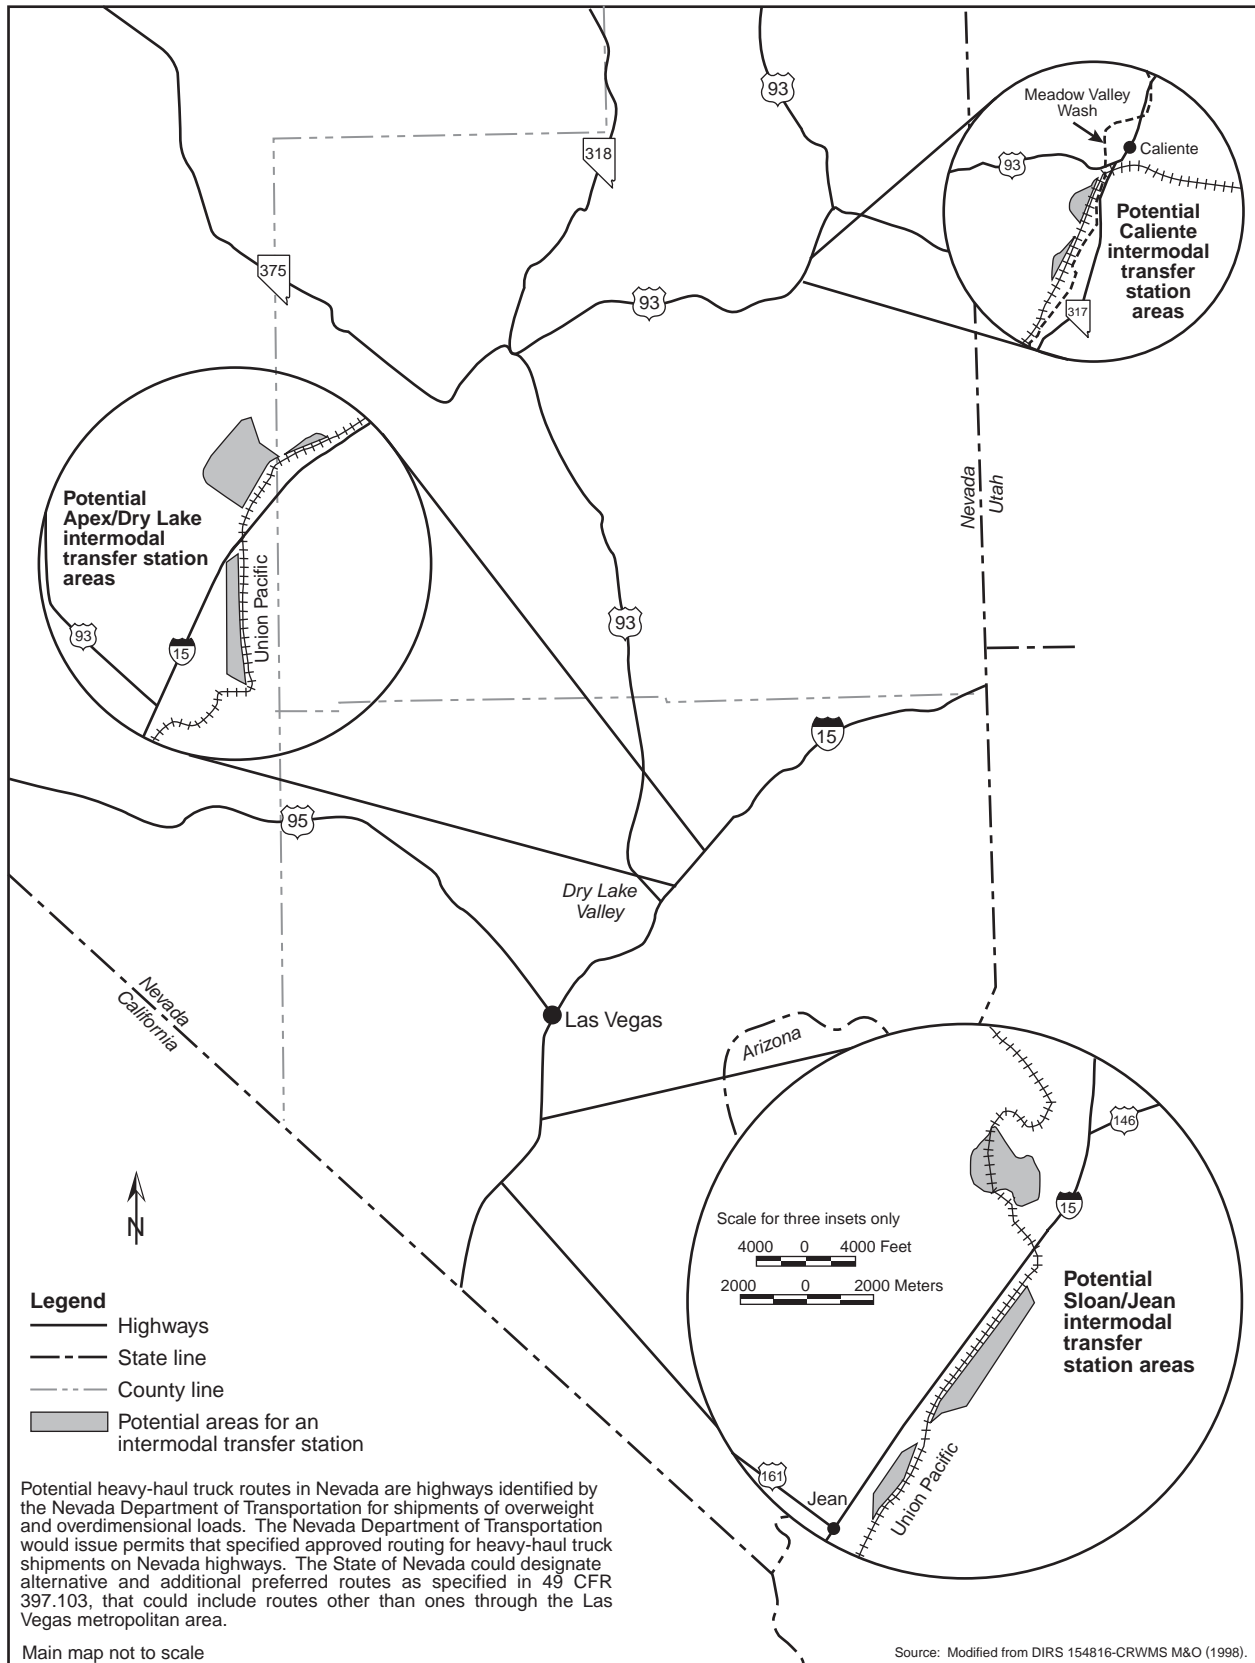 93
318
375
93
93
Meadow Valley
Wash
Caliente
93
Potential
Caliente
intermodal
transfer
station
areas
317
Potential
Apex/Dry Lake
intermodal
transfer station
areas
93
15
Union Pacific
Nevada
Utah
15
95
Dry Lake
Valley
Las Vegas
Nevada
California
Arizona
N
146
15
Scale for three insets only
4000 0 4000 Feet
2000 0 2000 Meters
Potential
Sloan/Jean
intermodal
transfer
station areas
161
Jean
Union Pacific
Legend
Highways
State line
County line
Potential areas for an
intermodal transfer station
Potential heavy-haul truck routes in Nevada are highways identified by
the Nevada Department of Transportation for shipments of overweight
and overdimensional loads. The Nevada Department of Transportation
would issue permits that specified approved routing for heavy-haul truck
shipments on Nevada highways. The State of Nevada could designate
alternative and additional preferred routes as specified in 49 CFR
397.103, that could include routes other than ones through the Las
Vegas metropolitan area.
Main map not to scale
Source: Modified from DIRS 154816-CRWMS M&O (1998).